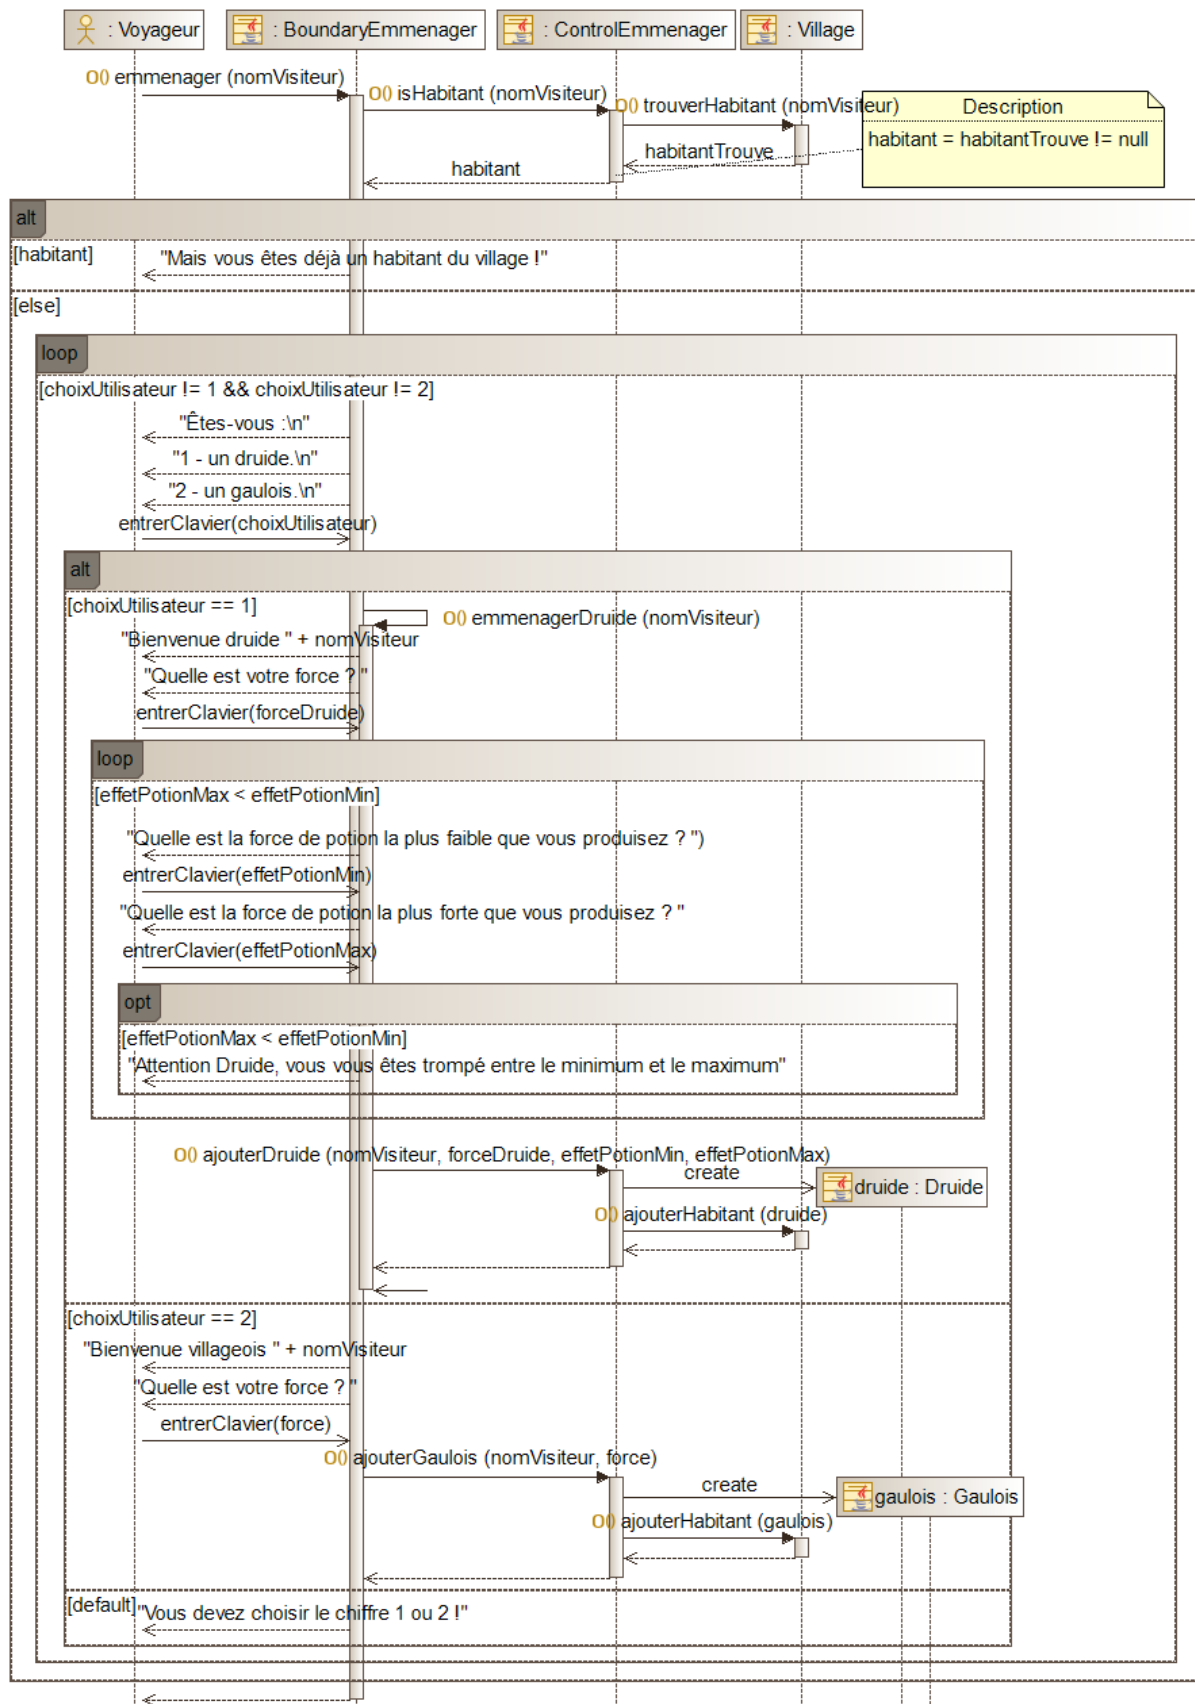 : Voyageur
: BoundaryEmmenager
: ControlEmmenager
: Village
O() emmenager (nomVisiteur)
O() isHabitant (nomVisiteur)
O() trouverHabitant (nomVisiteur)
Description
habitant = habitantTrouve != null
habitantTrouve
habitant
alt
[habitant]
"Mais vous êtes déjà un habitant du village !"
[else]
loop
[choixUtilisateur != 1 && choixUtilisateur != 2]
"Êtes-vous :\n"
"1 - un druide.\n"
"2 - un gaulois.\n"
entrerClavier(choixUtilisateur)
alt
[choixUtilisateur == 1]
O() emmenagerDruide (nomVisiteur)
"Bienvenue druide " + nomVisiteur
"Quelle est votre force ? "
entrerClavier(forceDruide)
loop
[effetPotionMax < effetPotionMin]
"Quelle est la force de potion la plus faible que vous produisez ? ")
entrerClavier(effetPotionMin)
"Quelle est la force de potion la plus forte que vous produisez ? "
entrerClavier(effetPotionMax)
opt
[effetPotionMax < effetPotionMin]
"Attention Druide, vous vous êtes trompé entre le minimum et le maximum"
O() ajouterDruide (nomVisiteur, forceDruide, effetPotionMin, effetPotionMax)
create
druide : Druide
O() ajouterHabitant (druide)
[choixUtilisateur == 2]
"Bienvenue villageois " + nomVisiteur
"Quelle est votre force ? "
entrerClavier(force)
O() ajouterGaulois (nomVisiteur, force)
create
gaulois : Gaulois
O() ajouterHabitant (gaulois)
[default]
"Vous devez choisir le chiffre 1 ou 2 !"